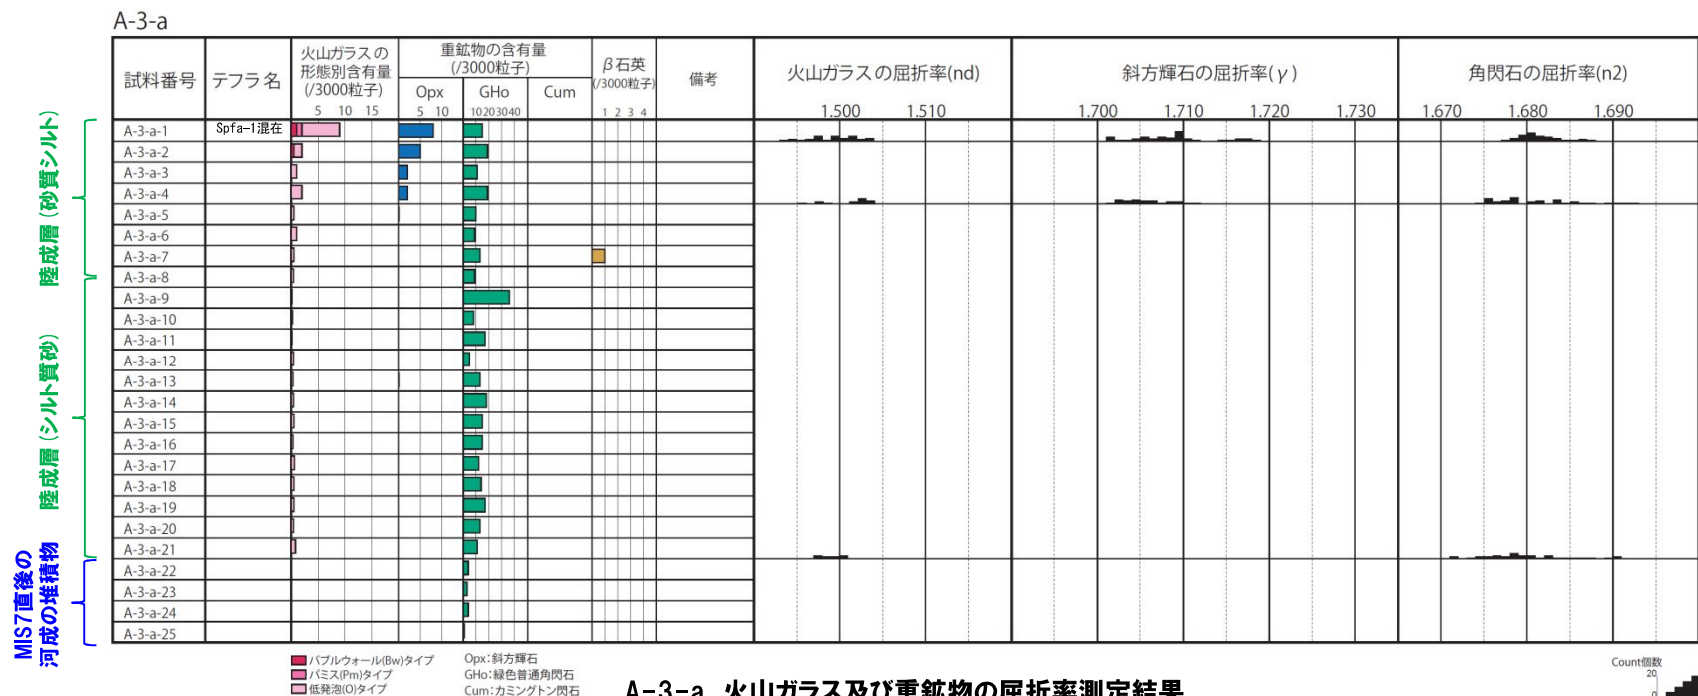 A-3-a
試料番号
テフラ名
火山ガラスの
形態別含有量
(/3000粒子)
5 10 15
重鉱物の含有量
(/3000粒子)
Opx GHo Cum
5 10
10203040
β石英
(/3000粒子)
1 2 3 4
備考
火山ガラスの屈折率(nd)
1.500 1.510
斜方輝石の屈折率(γ)
1.700 1.710 1.720 1.730
角閃石の屈折率(n2)
1.670 1.680 1.690
陸成層(砂質シルト)
陸成層(シルト質砂)
MIS7直後の
河成の堆積物
A-3-a-1 Spfa-1混在
A-3-a-2
A-3-a-3
A-3-a-4
A-3-a-5
A-3-a-6
A-3-a-7
A-3-a-8
A-3-a-9
A-3-a-10
A-3-a-11
A-3-a-12
A-3-a-13
A-3-a-14
A-3-a-15
A-3-a-16
A-3-a-17
A-3-a-18
A-3-a-19
A-3-a-20
A-3-a-21
A-3-a-22
A-3-a-23
A-3-a-24
A-3-a-25
バブルウォール(Bw)タイプ
パミス(Pm)タイプ
低発泡(O)タイプ
Opx:斜方輝石
GHo:緑色普通角閃石
Cum:カミングトン閃石
A-3-a 火山ガラス及び重鉱物の屈折率測定結果
Count個数
20
0